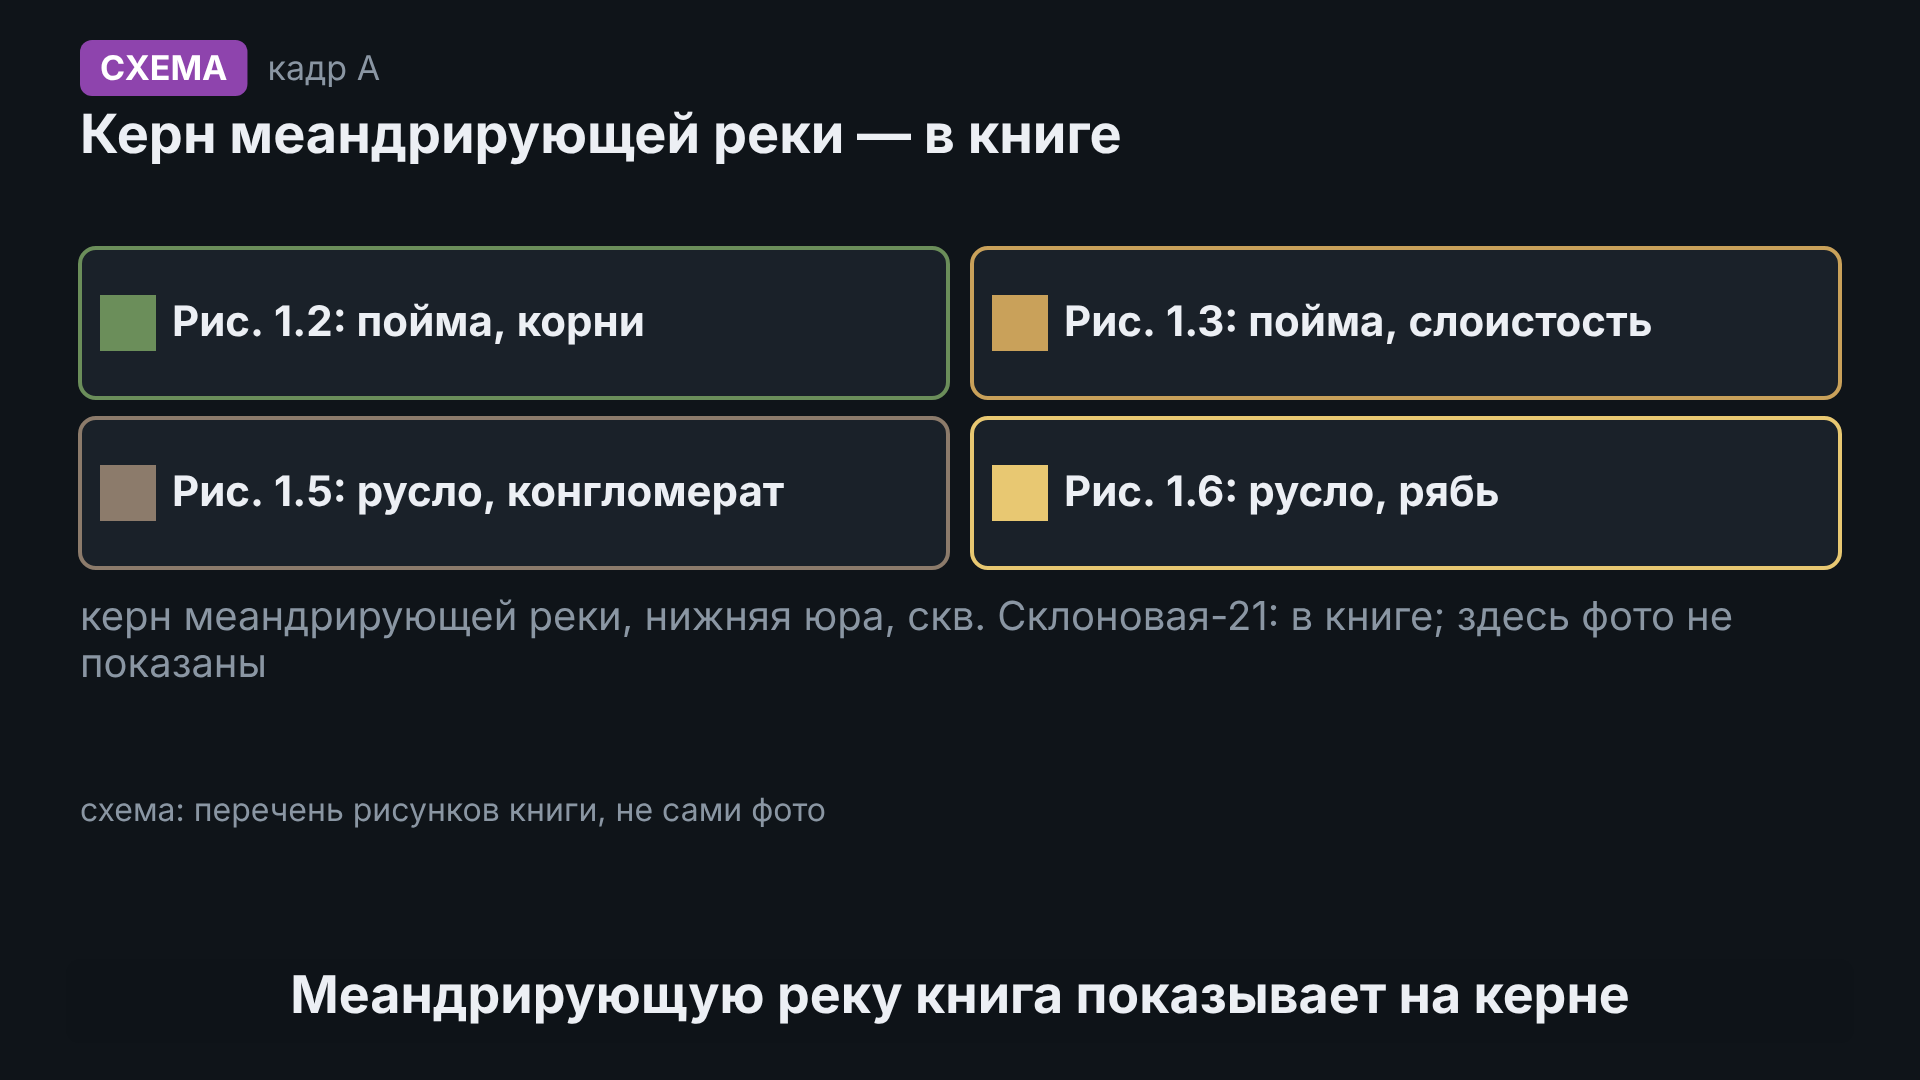 СХЕМА кадр А
Керн меандрирующей реки — в книге
Рис. 1.2: пойма, корни
Рис. 1.3: пойма, слоистость
Рис. 1.5: русло, конгломерат
Рис. 1.6: русло, рябь
керн меандрирующей реки, нижняя юра, скв. Склоновая-21: в книге; здесь фото не
показаны
схема: перечень рисунков книги, не сами фото
Меандрирующую реку книга показывает на керне